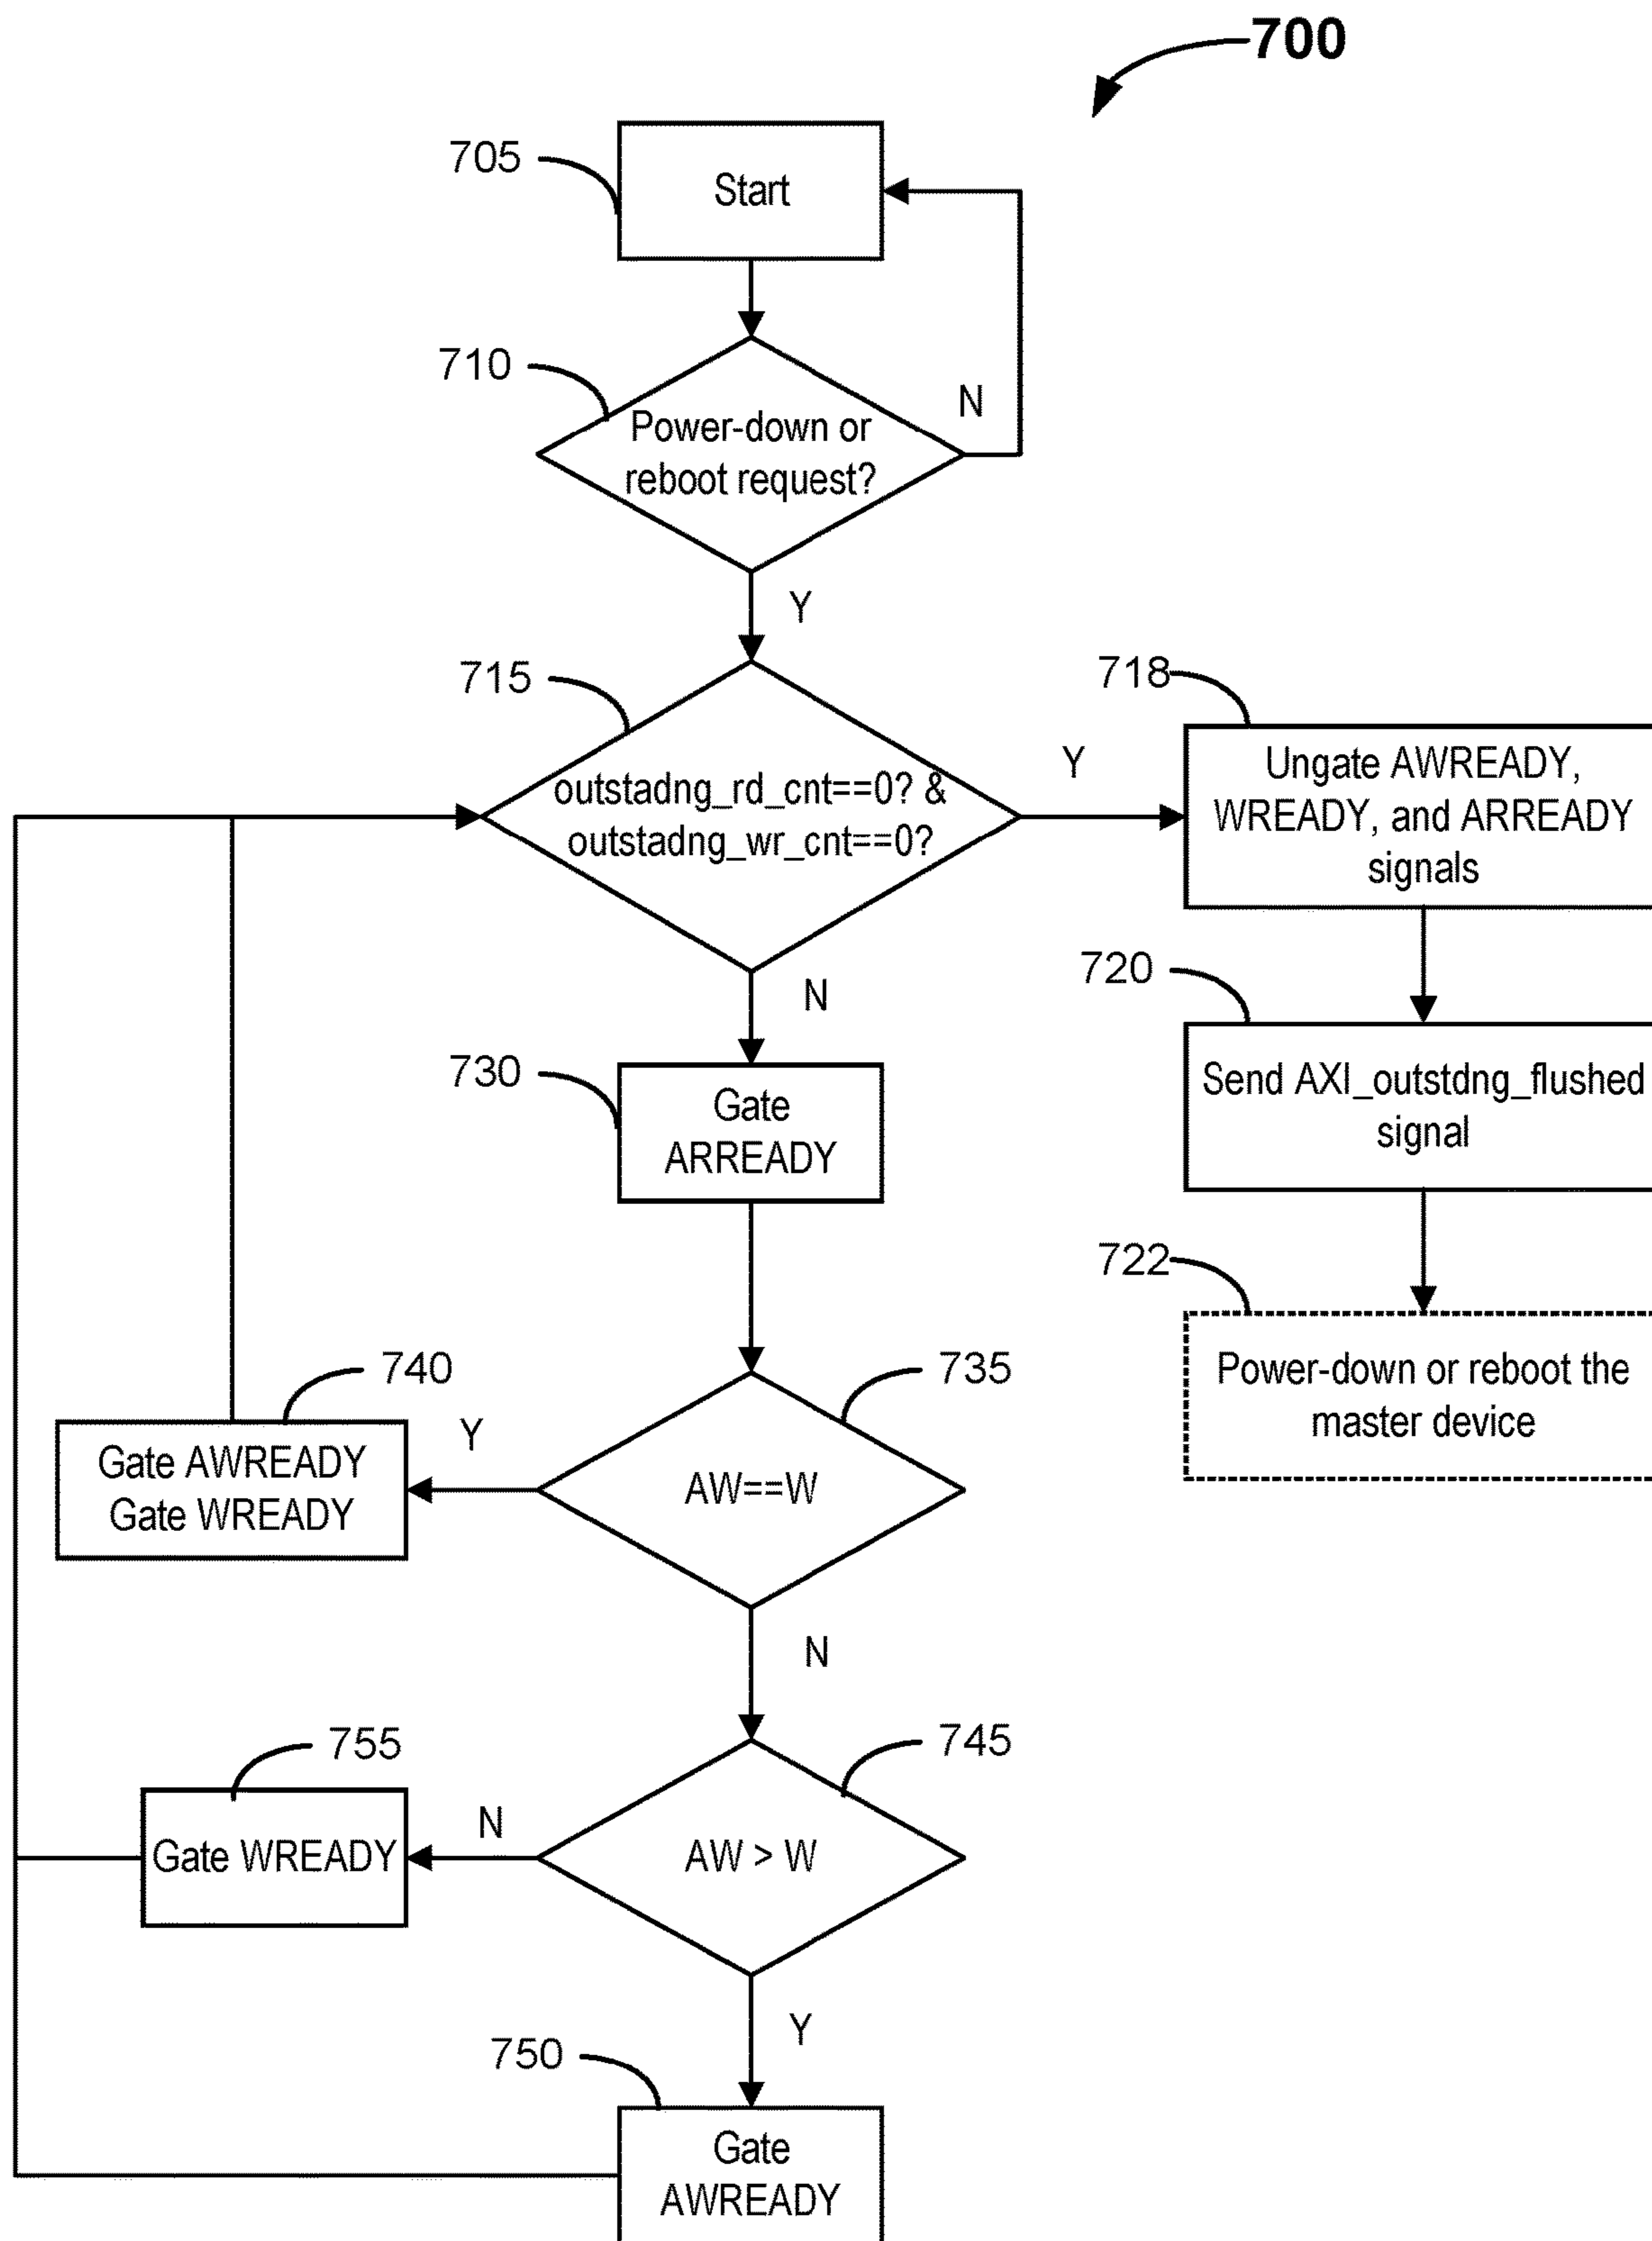 700
705
Start
710
Power-down or
reboot request?
N
Y
715
outstadng_rd_cnt==0? &
outstadng_wr_cnt==0?
Y
718
Ungate AWREADY,
WREADY, and ARREADY
signals
720
Send AXI_outstdng_flushed
signal
722
Power-down or reboot the
master device
N
730
Gate
ARREADY
735
AW==W
Y
740
Gate AWREADY
Gate WREADY
N
745
AW > W
N
755
Gate WREADY
Y
750
Gate
AWREADY